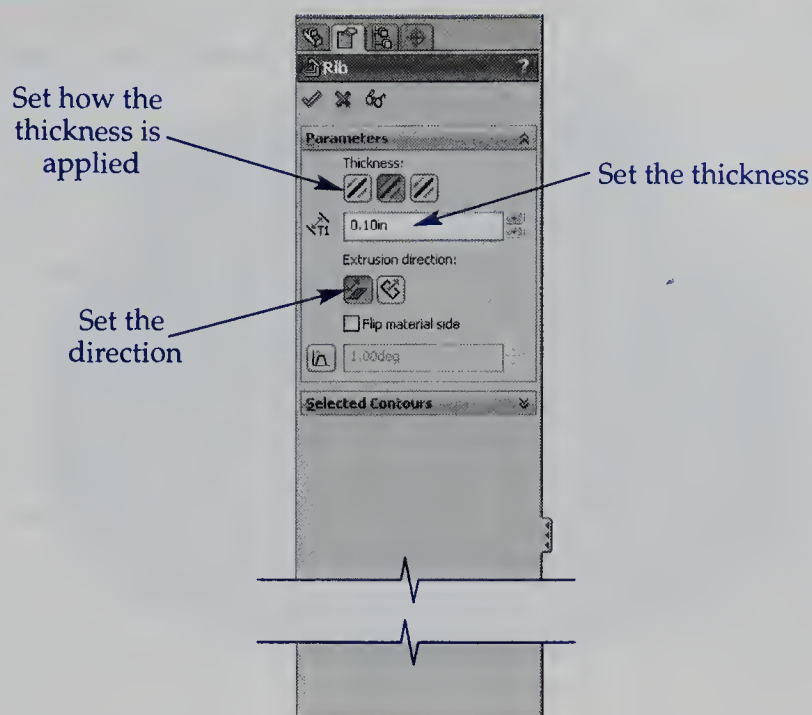 Rib ?
Set how the
thickness is
applied
Parameters
Thickness:
Set the thickness
T1 0.10in
Extrusion direction:
Set the
direction
Flip material side
1.00deg
Selected Contours